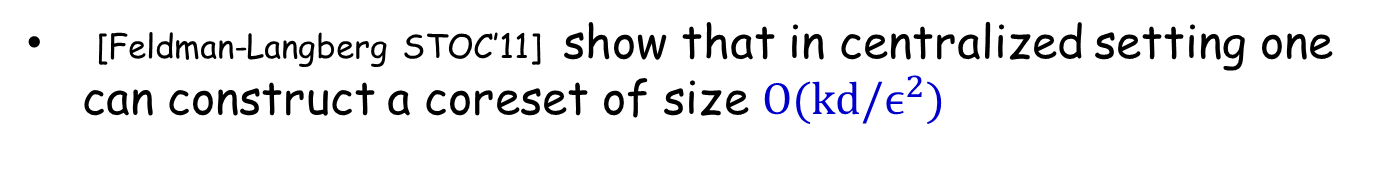 • [Feldman-Langberg STOC'11] show that in centralized setting one
can construct a coreset of size O(kd/ϵ²)